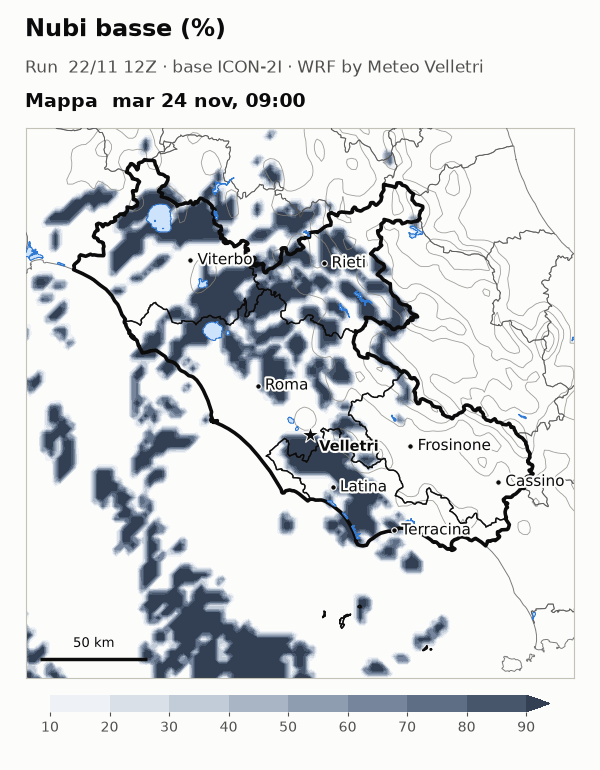 Nubi basse (%)
Run 22/11 12Z · base ICON-2I · WRF by Meteo Velletri
Mappa mar 24 nov, 09:00
Viterbo
Rieti
Roma
Velletri
Frosinone
Cassino
Latina
Terracina
50 km
10 20 30 40 50 60 70 80 90